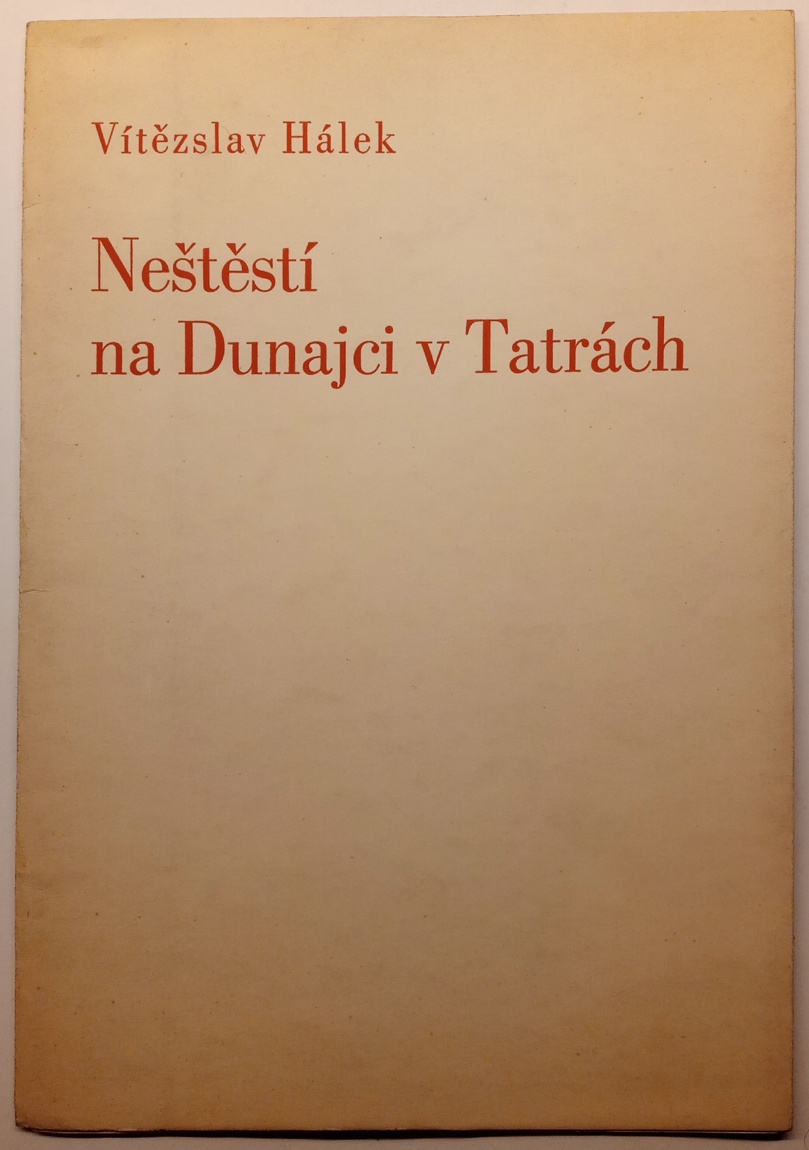 Vítězslav Hálek
Neštěstí
na Dunajci v Tatrách